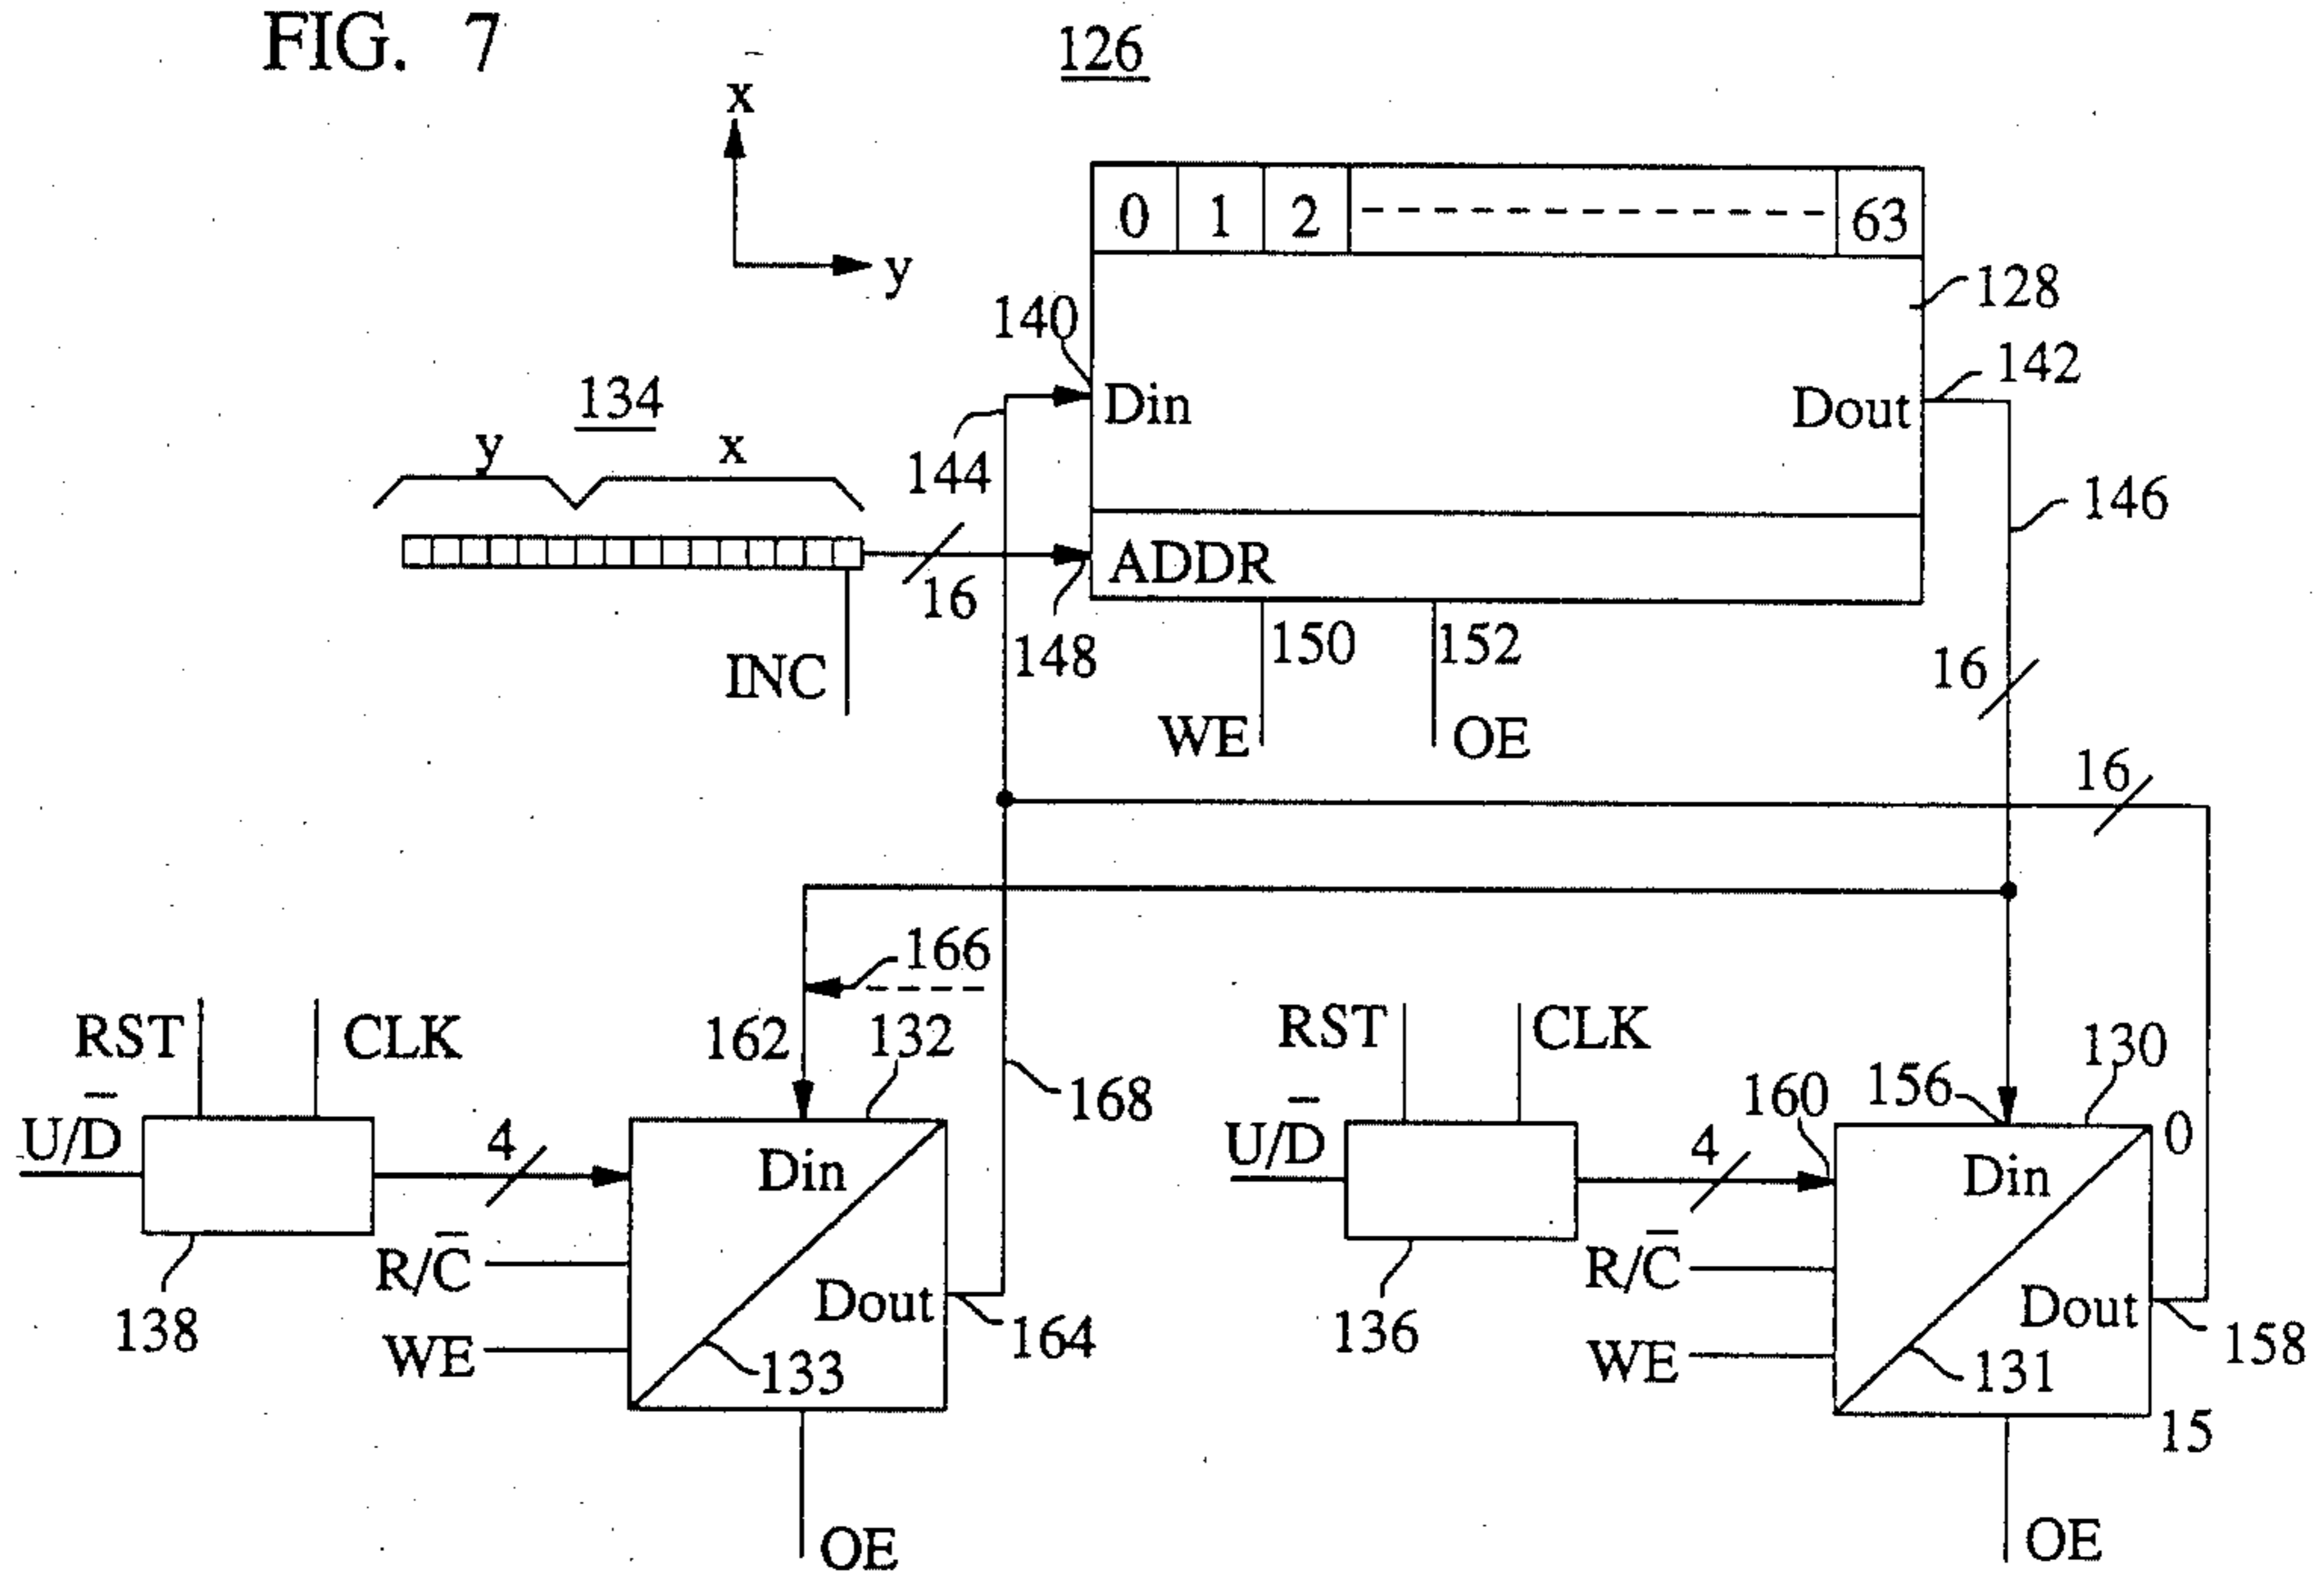 FIG. 7
126
x
y
0 1 2 63
128
140
142
Din
Dout
134
y x
144
146
ADDR
16
148
INC
150
152
WE
OE
16
16
166
RST
CLK
162
132
168
RST
CLK
160
156
130
0
U/D̅
4
Din
U/D̅
4
Din
R/C̅
R/C̅
138
Dout
164
136
Dout
158
WE
133
WE
131
15
OE
OE